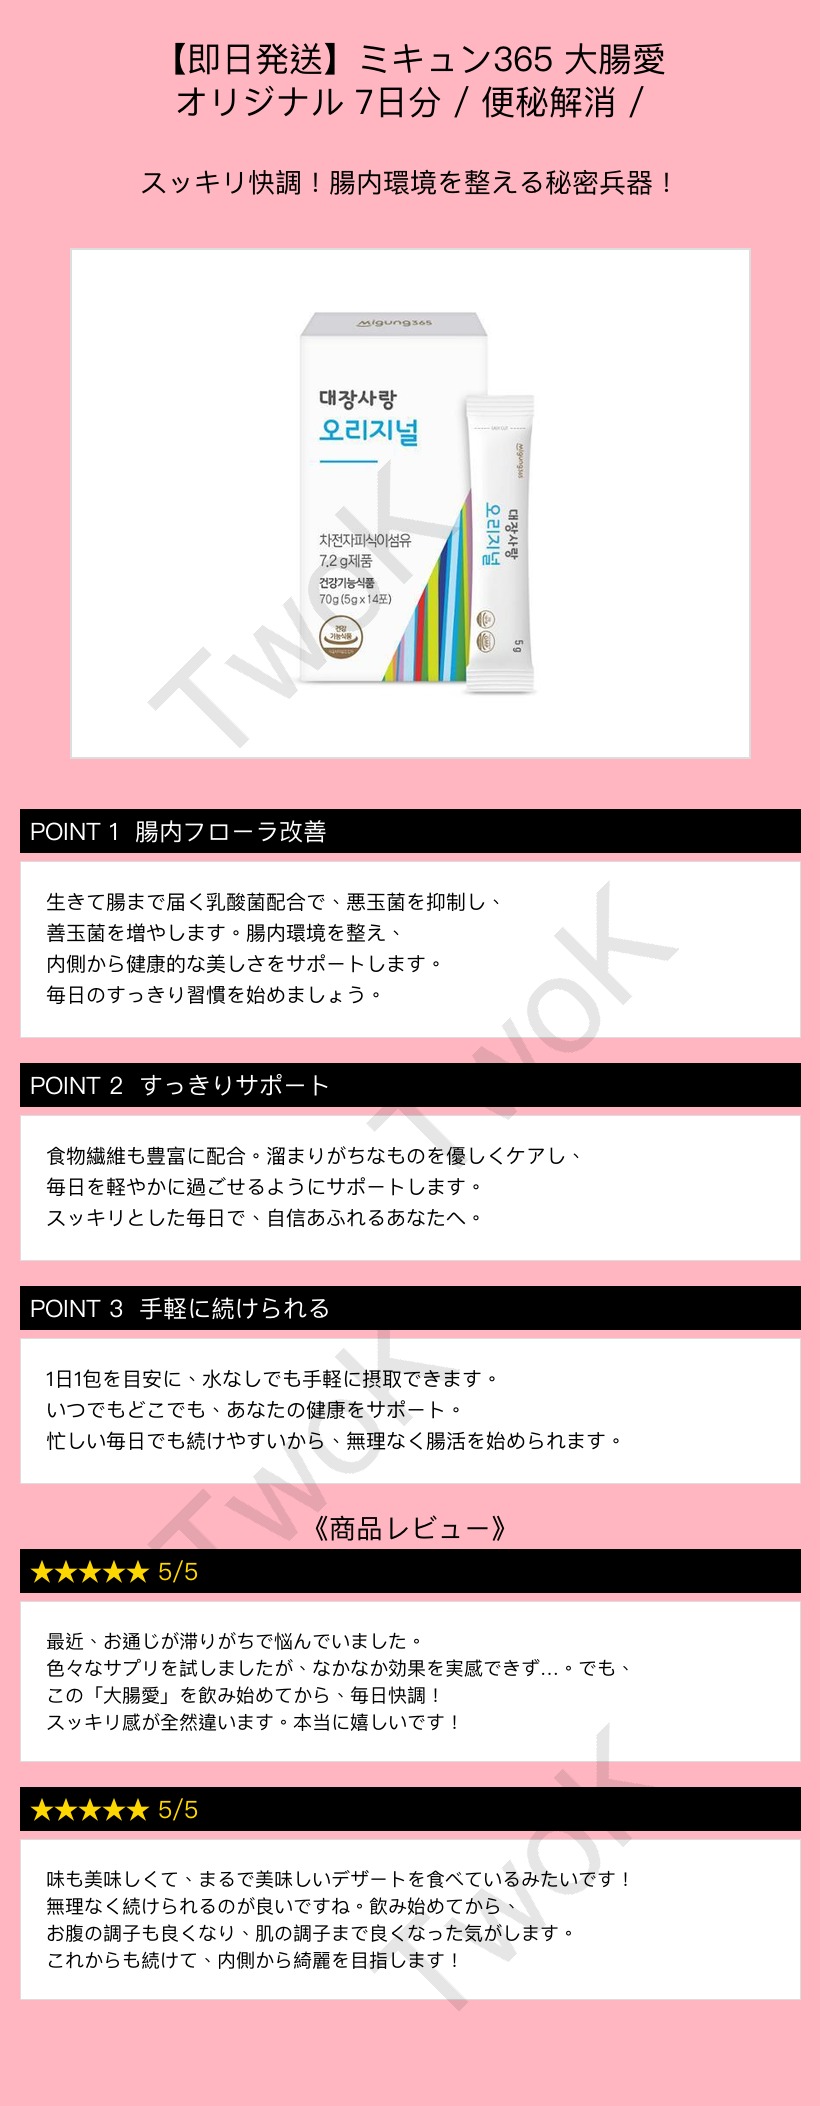 【即日発送】ミキュン365 大腸愛
オリジナル 7日分 / 便秘解消 /
スッキリ快調！腸内環境を整える秘密兵器！
Migung365
대장사랑
오리지널
차전자피식이섬유
7.2 g제품
건강기능식품
70g (5g x 14포)
건강
기능식품
Migung365
대장사랑
오리지널
5 g
TwoK
POINT 1 腸内フローラ改善
生きて腸まで届く乳酸菌配合で、悪玉菌を抑制し、
善玉菌を増やします。腸内環境を整え、
内側から健康的な美しさをサポートします。
毎日のすっきり習慣を始めましょう。
TwoK
POINT 2 すっきりサポート
食物繊維も豊富に配合。溜まりがちなものを優しくケアし、
毎日を軽やかに過ごせるようにサポートします。
スッキリとした毎日で、自信あふれるあなたへ。
POINT 3 手軽に続けられる
1日1包を目安に、水なしでも手軽に摂取できます。
いつでもどこでも、あなたの健康をサポート。
忙しい毎日でも続けやすいから、無理なく腸活を始められます。
TwoK
《商品レビュー》
★★★★★ 5/5
最近、お通じが滞りがちで悩んでいました。
色々なサプリを試しましたが、なかなか効果を実感できず…。でも、
この「大腸愛」を飲み始めてから、毎日快調！
スッキリ感が全然違います。本当に嬉しいです！
★★★★★ 5/5
味も美味しくて、まるで美味しいデザートを食べているみたいです！
無理なく続けられるのが良いですね。飲み始めてから、
お腹の調子も良くなり、肌の調子まで良くなった気がします。
これからも続けて、内側から綺麗を目指します！
TwoK